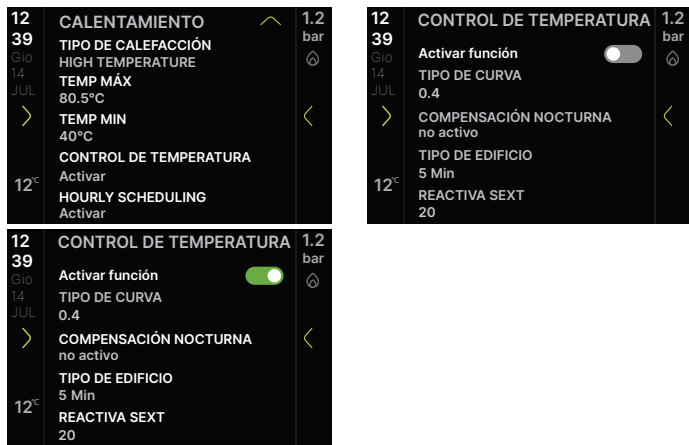 12
39
Gio
14
JUL
12°C
CALENTAMIENTO
TIPO DE CALEFACCIÓN
HIGH TEMPERATURE
TEMP MÁX
80.5°C
TEMP MIN
40°C
CONTROL DE TEMPERATURA
Activar
HOURLY SCHEDULING
Activar
1.2
bar
12
39
Gio
14
JUL
12°C
CONTROL DE TEMPERATURA
Activar función
TIPO DE CURVA
0.4
COMPENSACIÓN NOCTURNA
no activo
TIPO DE EDIFICIO
5 Min
REACTIVA SEXT
20
1.2
bar
12
39
Gio
14
JUL
12°C
CONTROL DE TEMPERATURA
Activar función
TIPO DE CURVA
0.4
COMPENSACIÓN NOCTURNA
no activo
TIPO DE EDIFICIO
5 Min
REACTIVA SEXT
20
1.2
bar